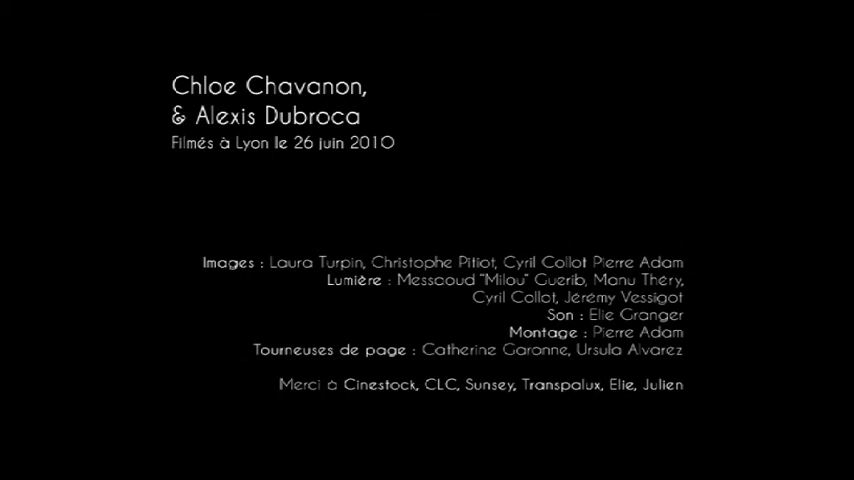 Chloe Chavanon,
& Alexis Dubroca
Filmés à Lyon le 26 juin 2010
Images : Laura Turpin, Christophe Pitiot, Cyril Collot Pierre Adam
Lumière : Messaoud "Milou" Guerib, Manu Théry,
Cyril Collot, Jérémy Vessigot
Son : Elie Granger
Montage : Pierre Adam
Tourneuses de page : Catherine Garonne, Ursula Alvarez
Merci à Cinestock, CLC, Sunsey, Transpalux, Elie, Julien